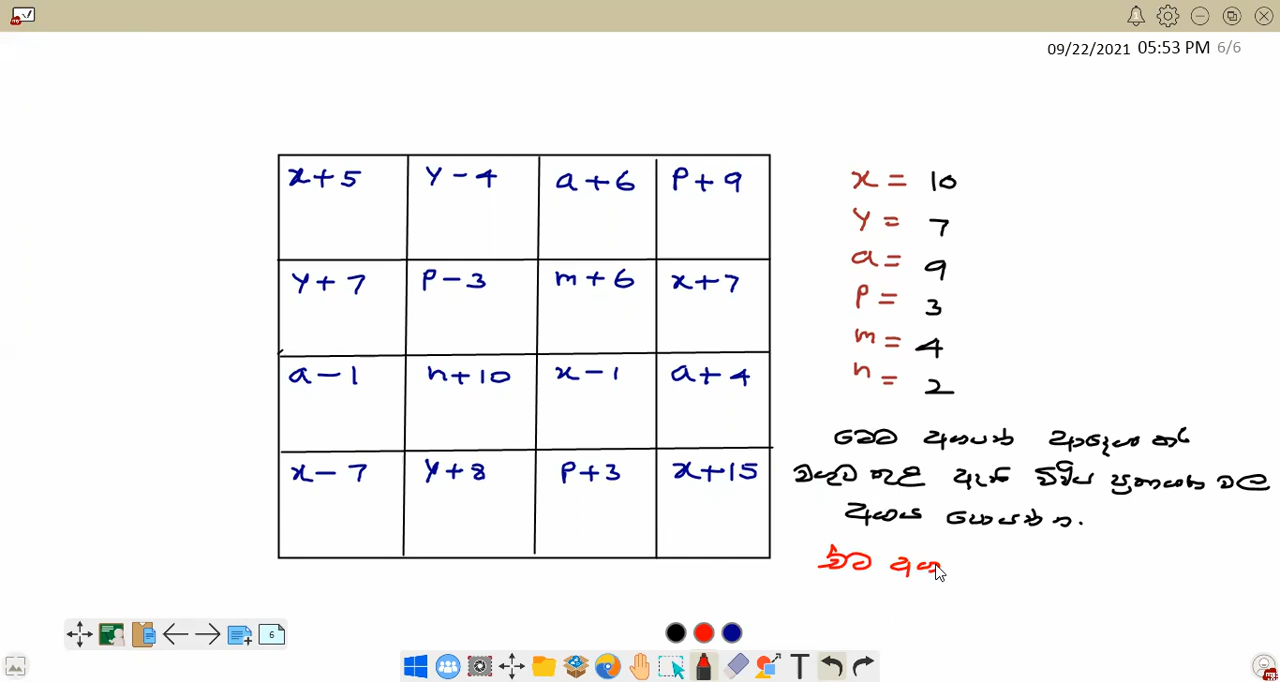 09/22/2021 05:53 PM 6/6
x+5 y-4 a+6 p+9
y+7 p-3 m+6 x+7
a-1 n+10 x-1 a+4
x-7 y+8 p+3 x+15
x = 10
y = 7
a = 9
p = 3
m = 4
n = 2
මෙම අගයන් ආදේශ කර
වගුව තුළ ඇති වීජීය ප්‍රකාශන වල
අගය සොයන්න.
එම අග
6